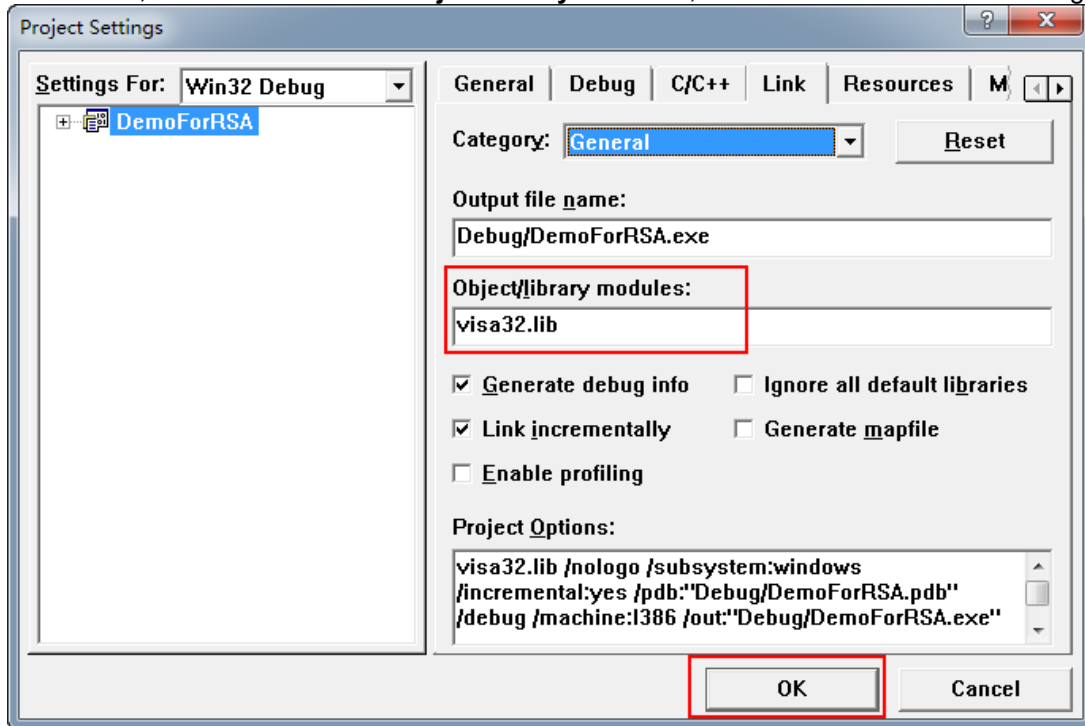 Project Settings
Settings For: Win32 Debug
DemoForRSA
General Debug C/C++ Link Resources M
Category: General Reset
Output file name:
Debug/DemoForRSA.exe
Object/library modules:
visa32.lib
Generate debug info Ignore all default libraries
Link incrementally Generate mapfile
Enable profiling
Project Options:
visa32.lib /nologo /subsystem:windows
/incremental:yes /pdb:"Debug/DemoForRSA.pdb"
/debug /machine:I386 /out:"Debug/DemoForRSA.exe"
OK Cancel